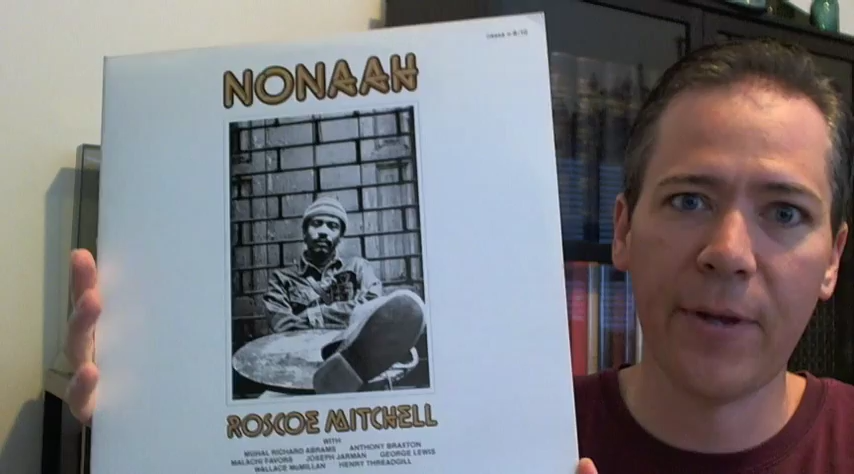 NONAAH
ROSCOE MITCHELL
WITH
MUHAL RICHARD ABRAMS ANTHONY BRAXTON
MALACHI FAVORS JOSEPH JARMAN GEORGE LEWIS
WALLACE McMILLAN HENRY THREADGILL